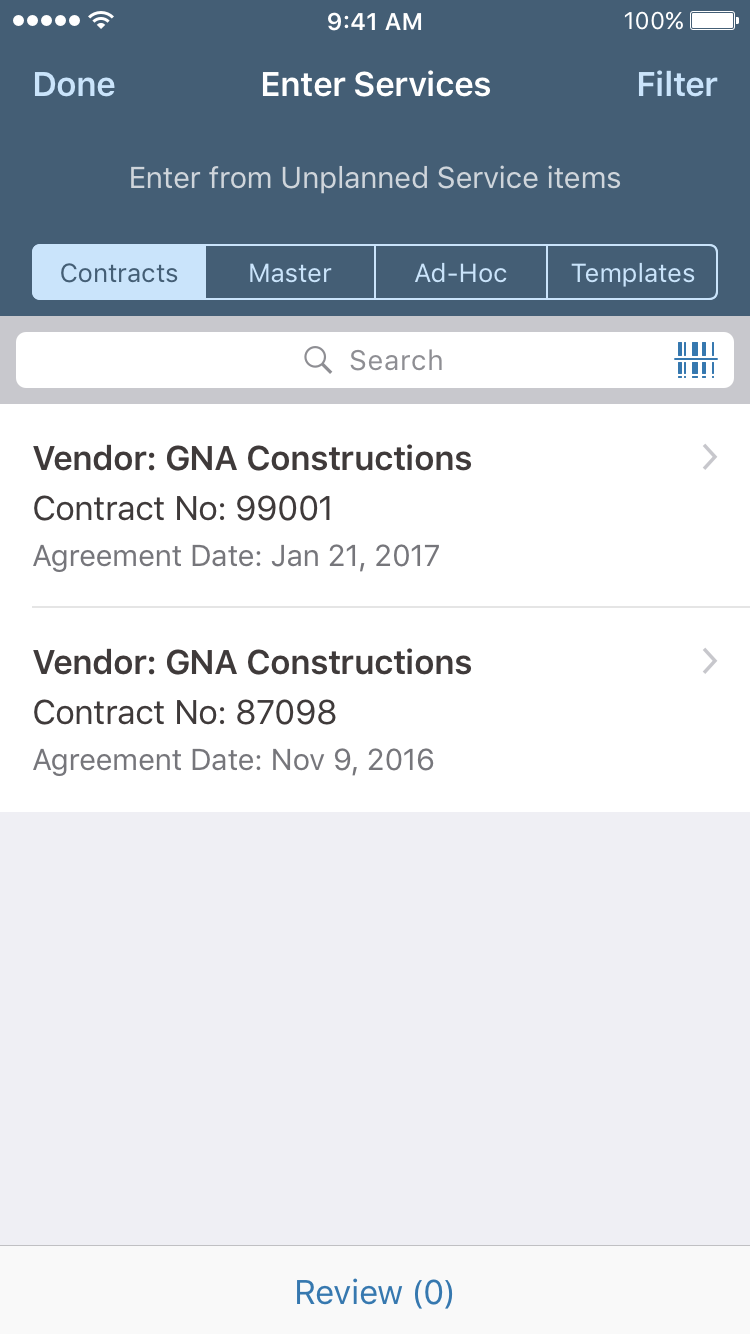 9:41 AM 100%
Done Enter Services Filter
Enter from Unplanned Service items
Contracts Master Ad-Hoc Templates
Search
Vendor: GNA Constructions
Contract No: 99001
Agreement Date: Jan 21, 2017
Vendor: GNA Constructions
Contract No: 87098
Agreement Date: Nov 9, 2016
Review (0)